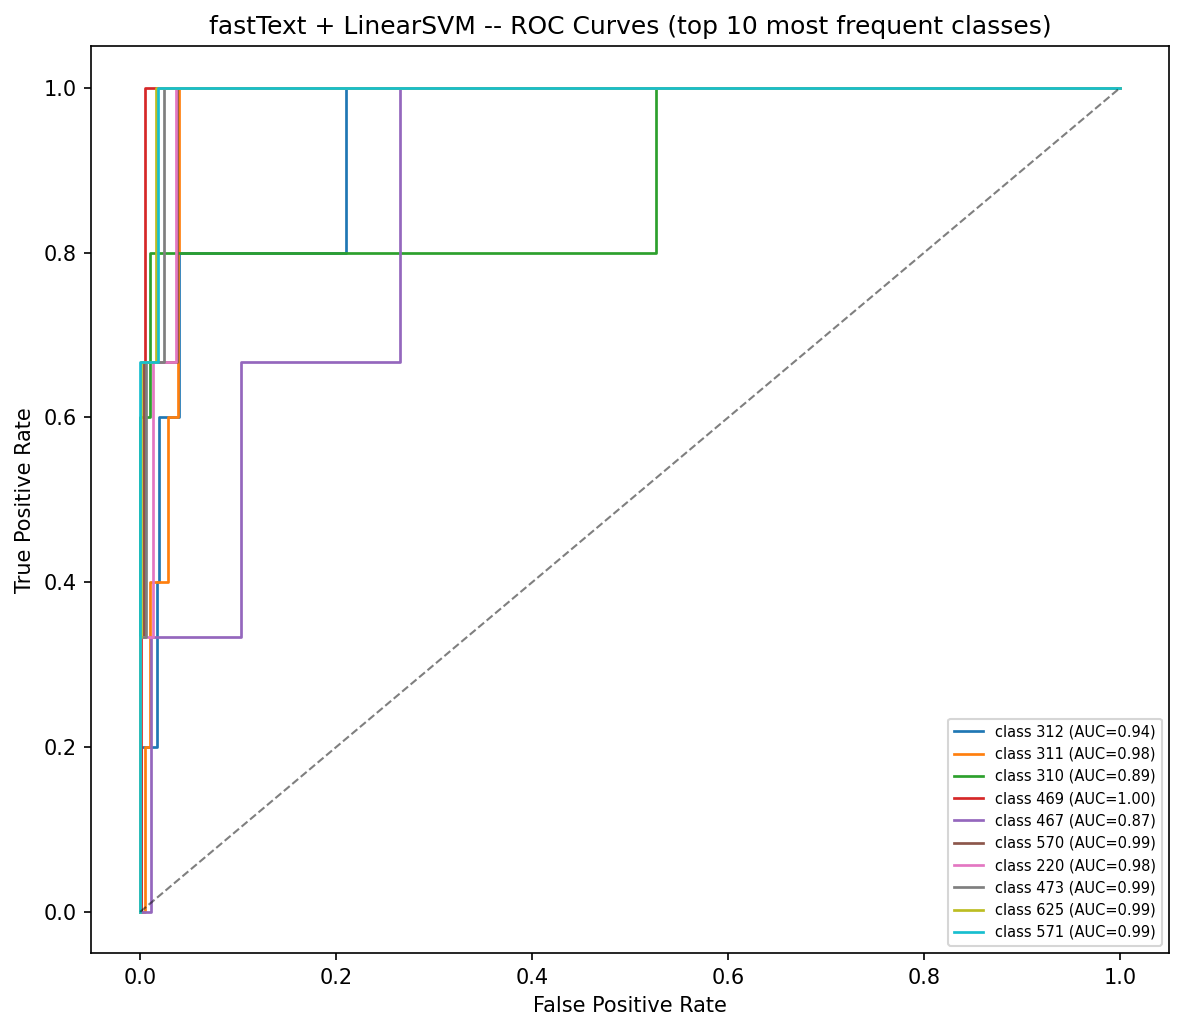 fastText + LinearSVM -- ROC Curves (top 10 most frequent classes)
True Positive Rate
1.0
0.8
0.6
0.4
0.2
0.0
0.0 0.2 0.4 0.6 0.8 1.0
False Positive Rate
class 312 (AUC=0.94)
class 311 (AUC=0.98)
class 310 (AUC=0.89)
class 469 (AUC=1.00)
class 467 (AUC=0.87)
class 570 (AUC=0.99)
class 220 (AUC=0.98)
class 473 (AUC=0.99)
class 625 (AUC=0.99)
class 571 (AUC=0.99)